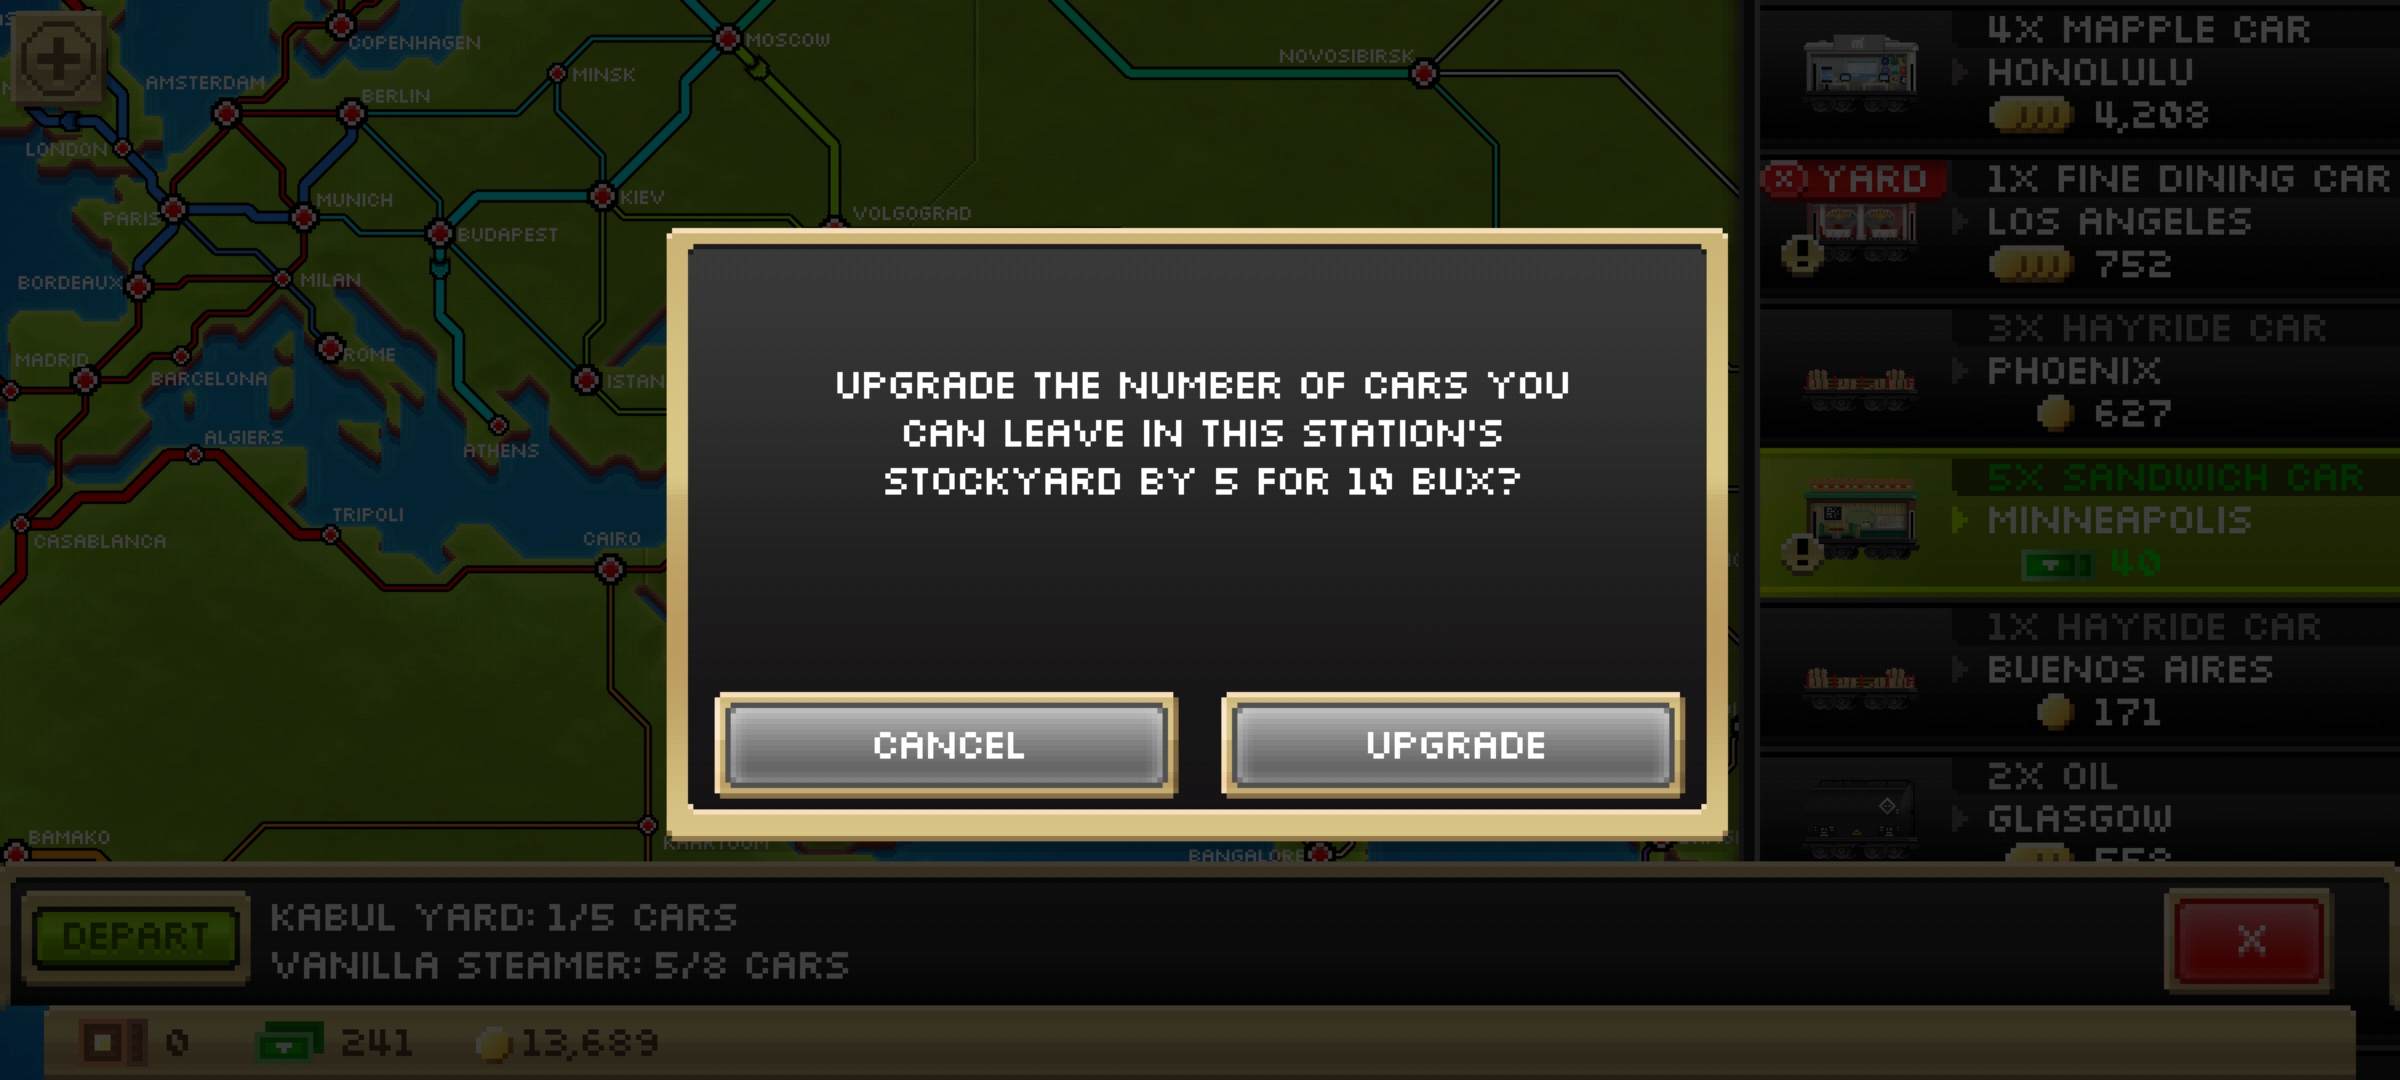 COPENHAGEN
MOSCOW
NOVOSIBIRSK
MINSK
AMSTERDAM
BERLIN
LONDON
MUNICH
KIEV
PARIS
VOLGOGRAD
BUDAPEST
BORDEAUX
MILAN
MADRID
ROME
BARCELONA
ISTAN
ALGIERS
ATHENS
TRIPOLI
CASABLANCA
CAIRO
BAMAKO
KHARTOUM
BANGALORE
4X MAPPLE CAR
HONOLULU
4,208
X YARD
1X FINE DINING CAR
LOS ANGELES
752
3X HAYRIDE CAR
PHOENIX
627
5X SANDWICH CAR
MINNEAPOLIS
40
1X HAYRIDE CAR
BUENOS AIRES
171
2X OIL
GLASGOW
UPGRADE THE NUMBER OF CARS YOU
CAN LEAVE IN THIS STATION'S
STOCKYARD BY 5 FOR 10 BUX?
CANCEL
UPGRADE
DEPART
KABUL YARD: 1/5 CARS
VANILLA STEAMER: 5/8 CARS
X
0
241
13,689